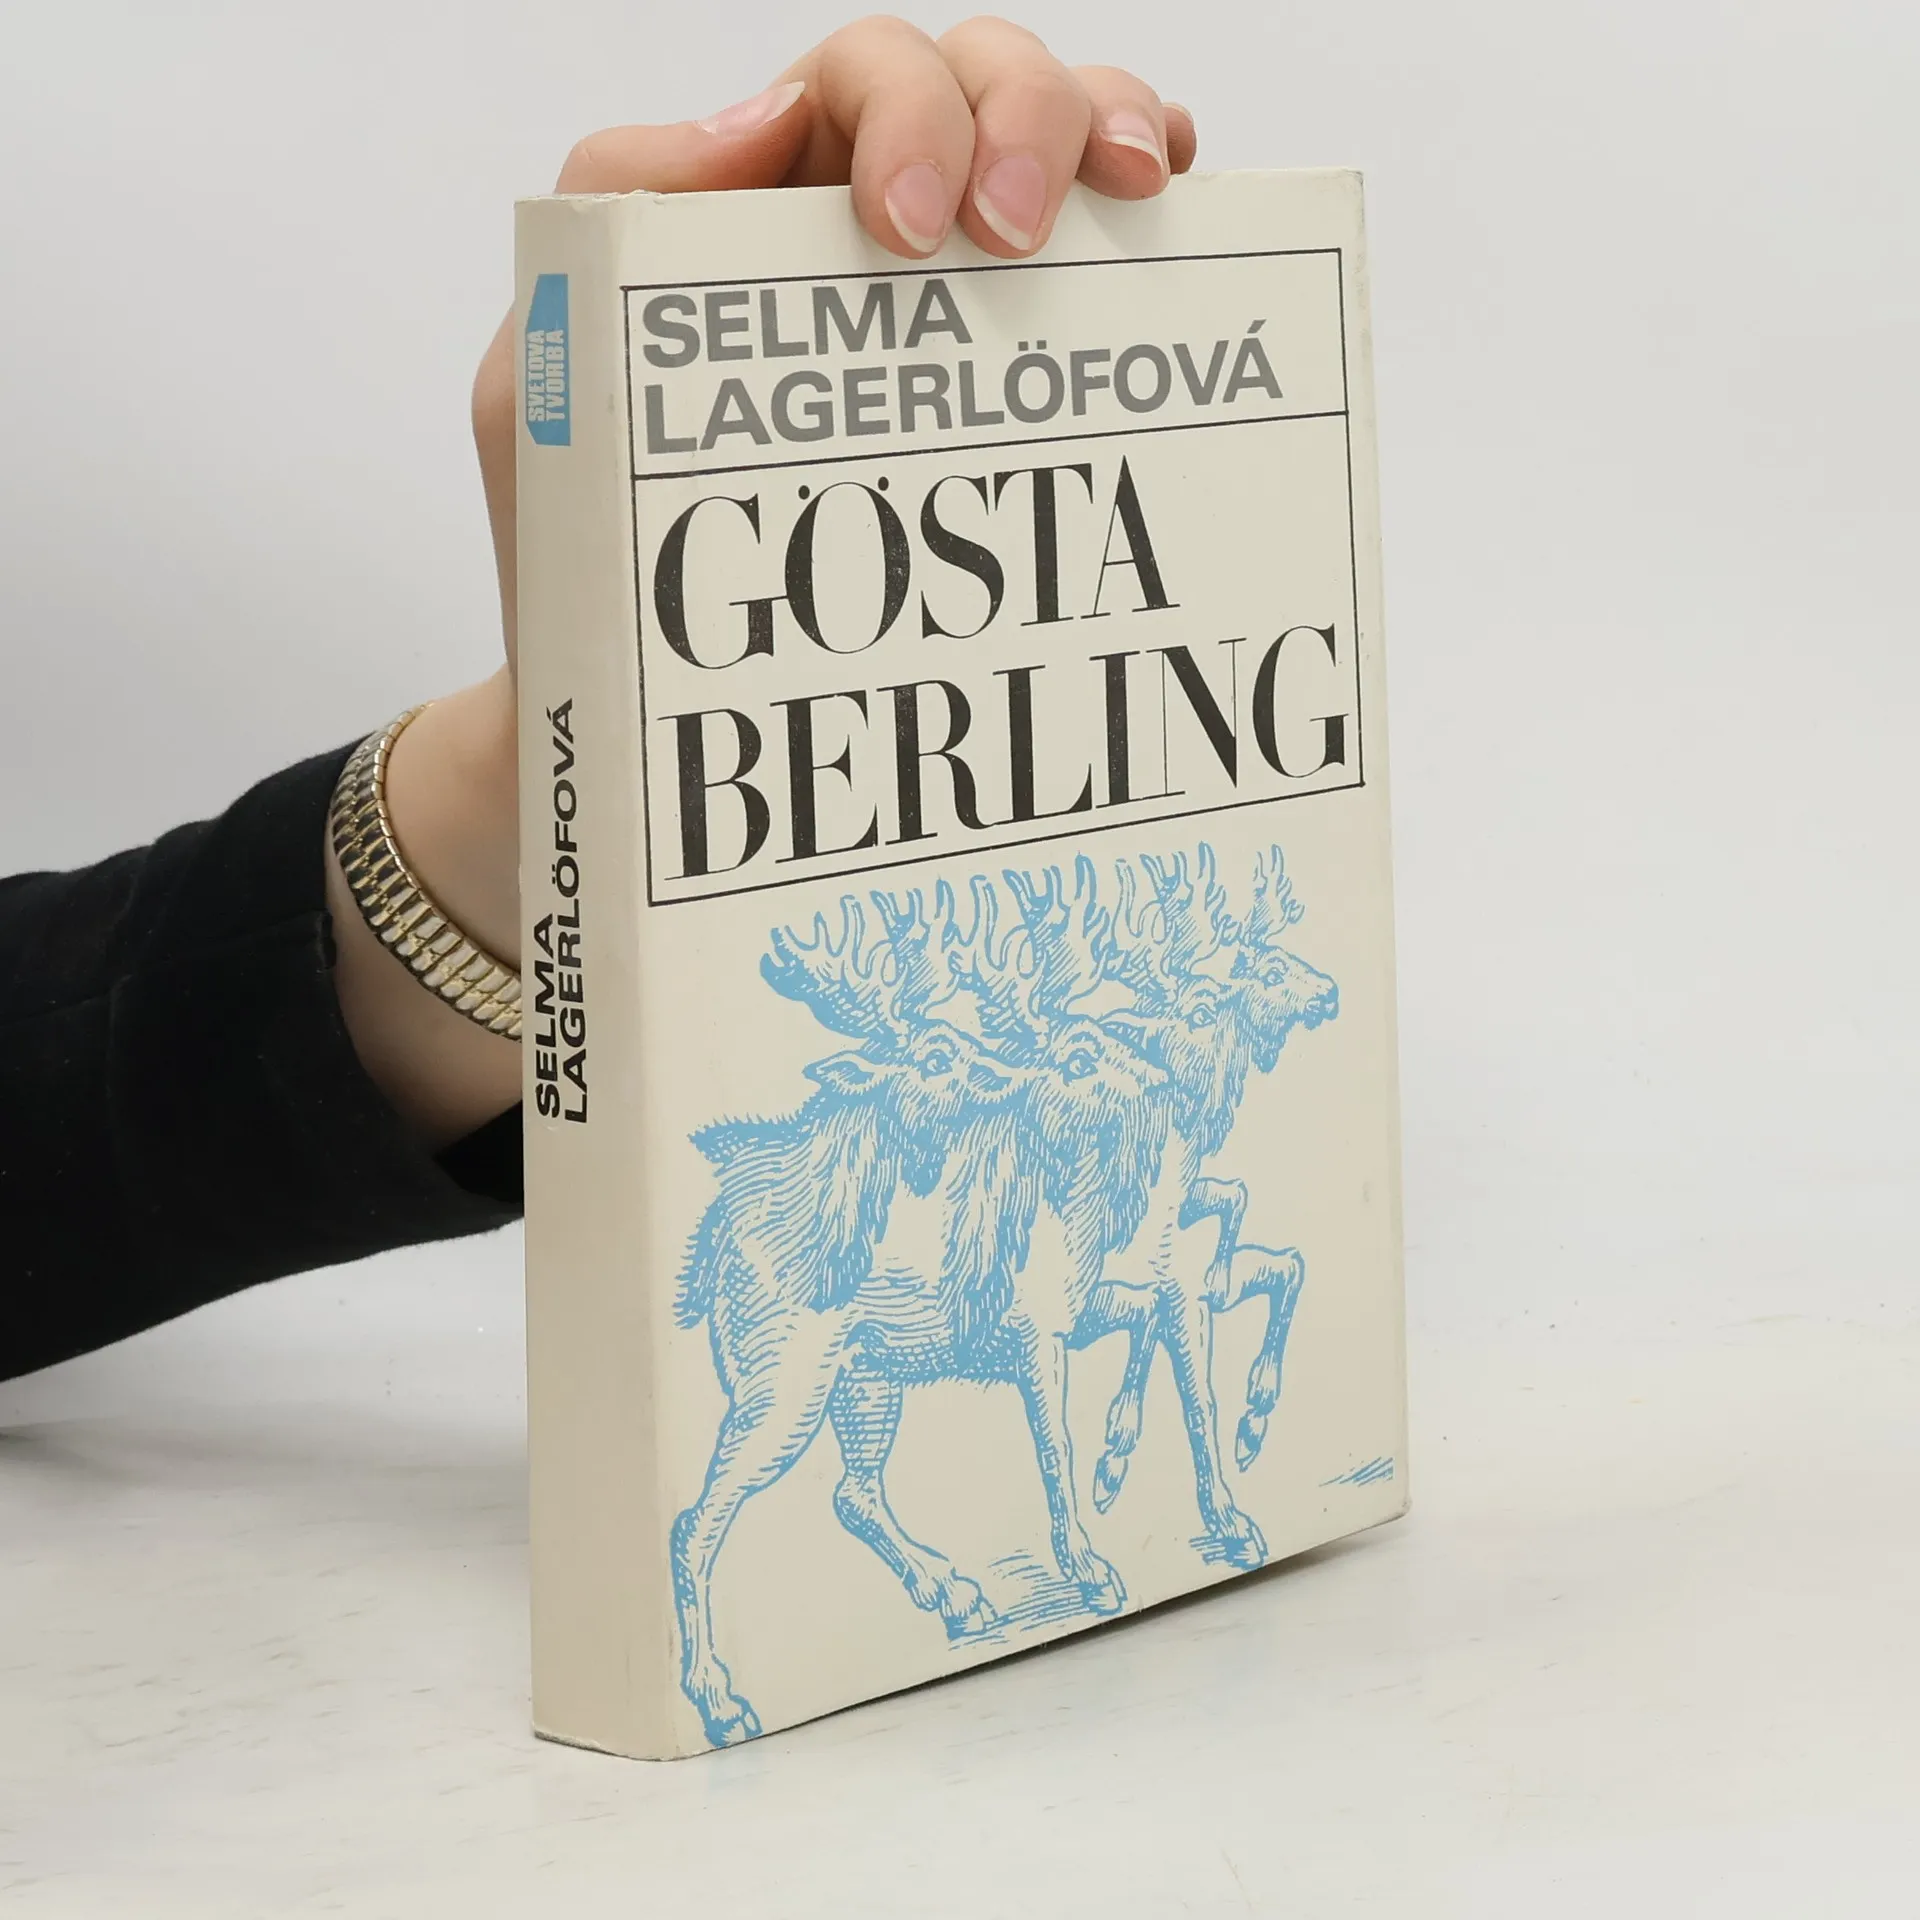 SELMA
LAGERLÖFOVÁ
GÖSTA
BERLING
SVETOVÁ
TVORBA
SELMA
LAGERLÖFOVÁ